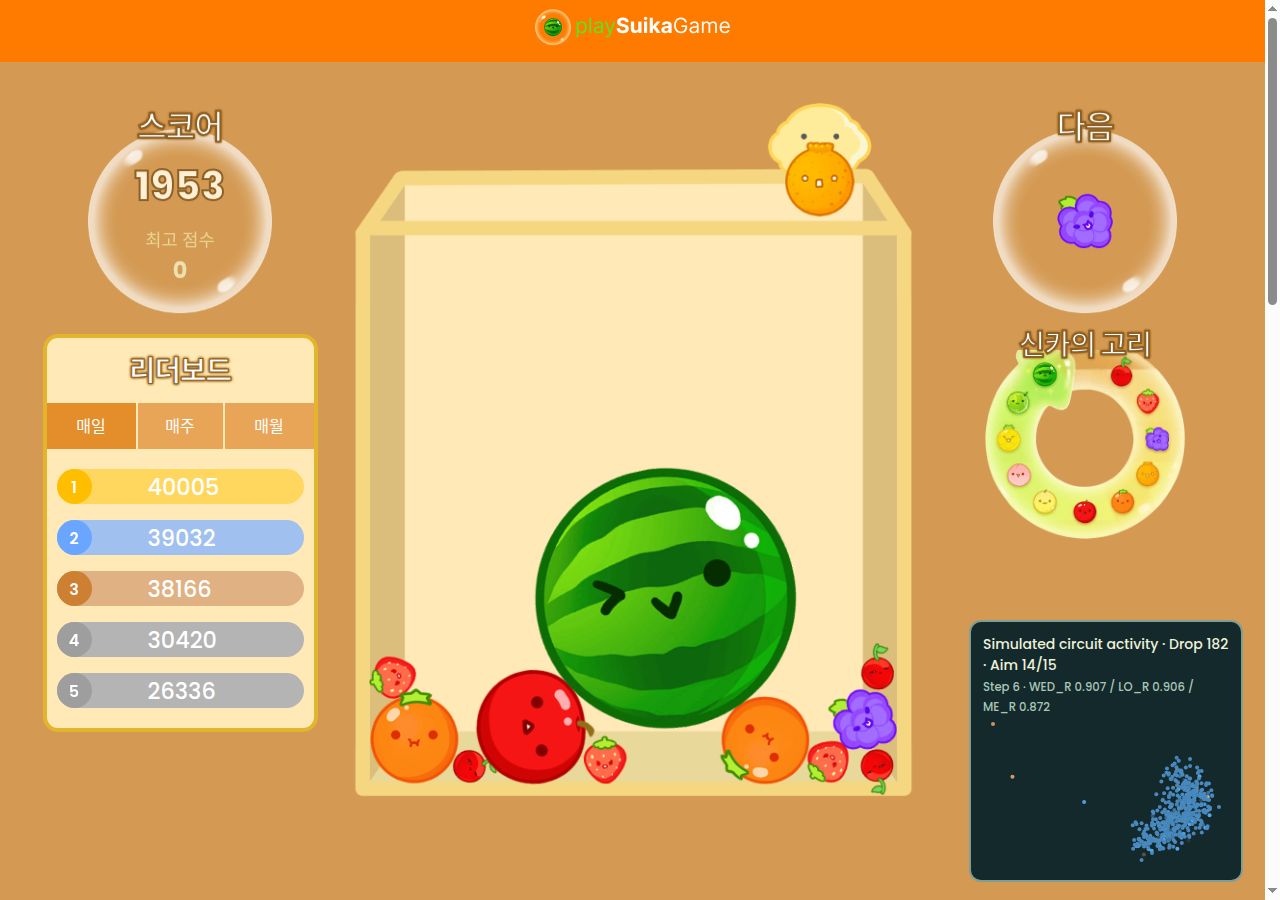 playSuikaGame
스코어
1953
최고 점수
0
다음
리더보드
매일 매주 매월
1 40005
2 39032
3 38166
4 30420
5 26336
신카의 고리
Simulated circuit activity · Drop 182
· Aim 14/15
Step 6 · WED_R 0.907 / LO_R 0.906 /
ME_R 0.872